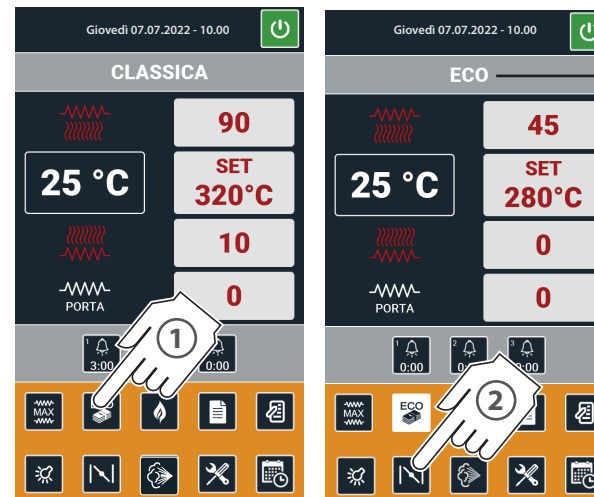 Giovedì 07.07.2022 - 10.00
CLASSICA
90
25 °C
SET
320°C
10
PORTA
0
1
3:00
0:00
1
MAX
Giovedì 07.07.2022 - 10.00
ECO
45
25 °C
SET
280°C
0
PORTA
0
1
0:00
2
3
0:00
2
MAX
ECO